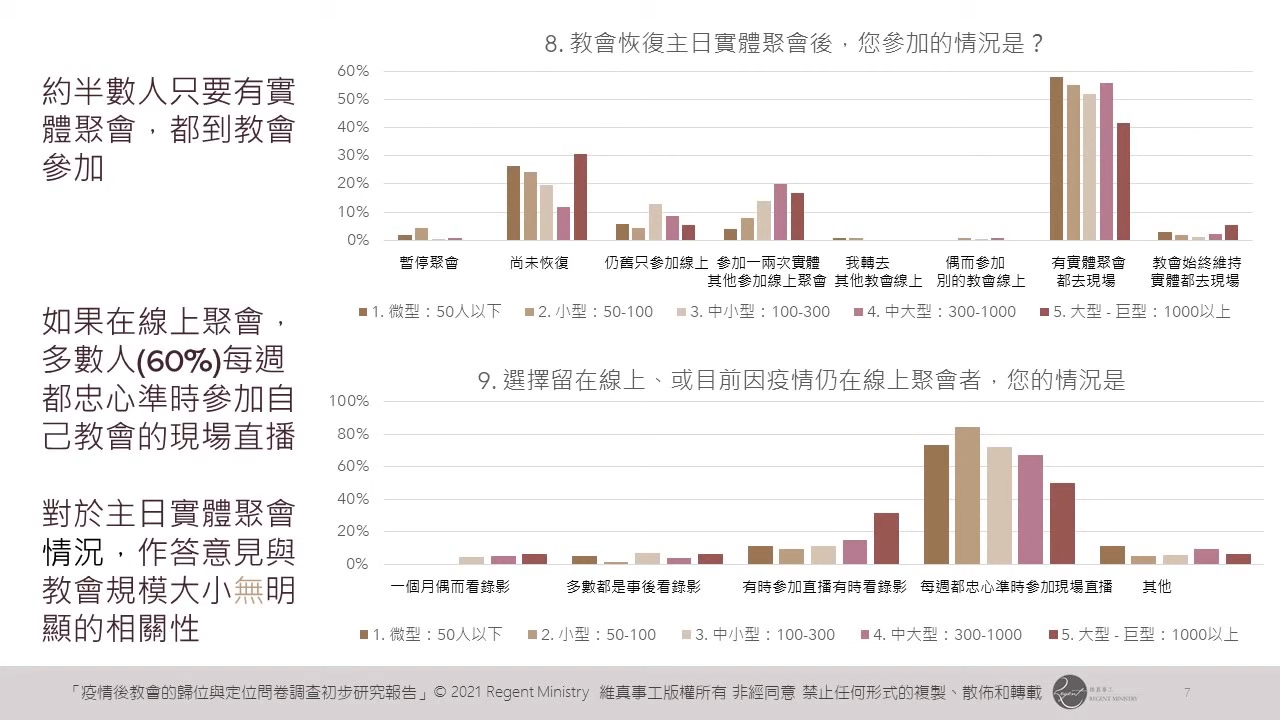 約半數人只要有實
體聚會，都到教會
參加
如果在線上聚會，
多數人(60%)每週
都忠心準時參加自
己教會的現場直播
對於主日實體聚會
情況，作答意見與
教會規模大小無明
顯的相關性
8. 教會恢復主日實體聚會後，您參加的情況是？
60%
50%
40%
30%
20%
10%
0%
暫停聚會 尚未恢復 仍舊只參加線上 參加一兩次實體 我轉去 偶而參加 有實體聚會 教會始終維持
其他參加線上聚會 其他教會線上 別的教會線上 都去現場 實體都去現場
1. 微型：50人以下 2. 小型：50-100 3. 中小型：100-300 4. 中大型：300-1000 5. 大型 - 巨型：1000以上
9. 選擇留在線上、或目前因疫情仍在線上聚會者，您的情況是
100%
80%
60%
40%
20%
0%
一個月偶而看錄影 多數都是事後看錄影 有時參加直播有時看錄影 每週都忠心準時參加現場直播 其他
1. 微型：50人以下 2. 小型：50-100 3. 中小型：100-300 4. 中大型：300-1000 5. 大型 - 巨型：1000以上
「疫情後教會的歸位與定位問卷調查初步研究報告」© 2021 Regent Ministry 維真事工版權所有 非經同意 禁止任何形式的複製、散佈和轉載
Regent
維真事工
REGENT MINISTRY
7